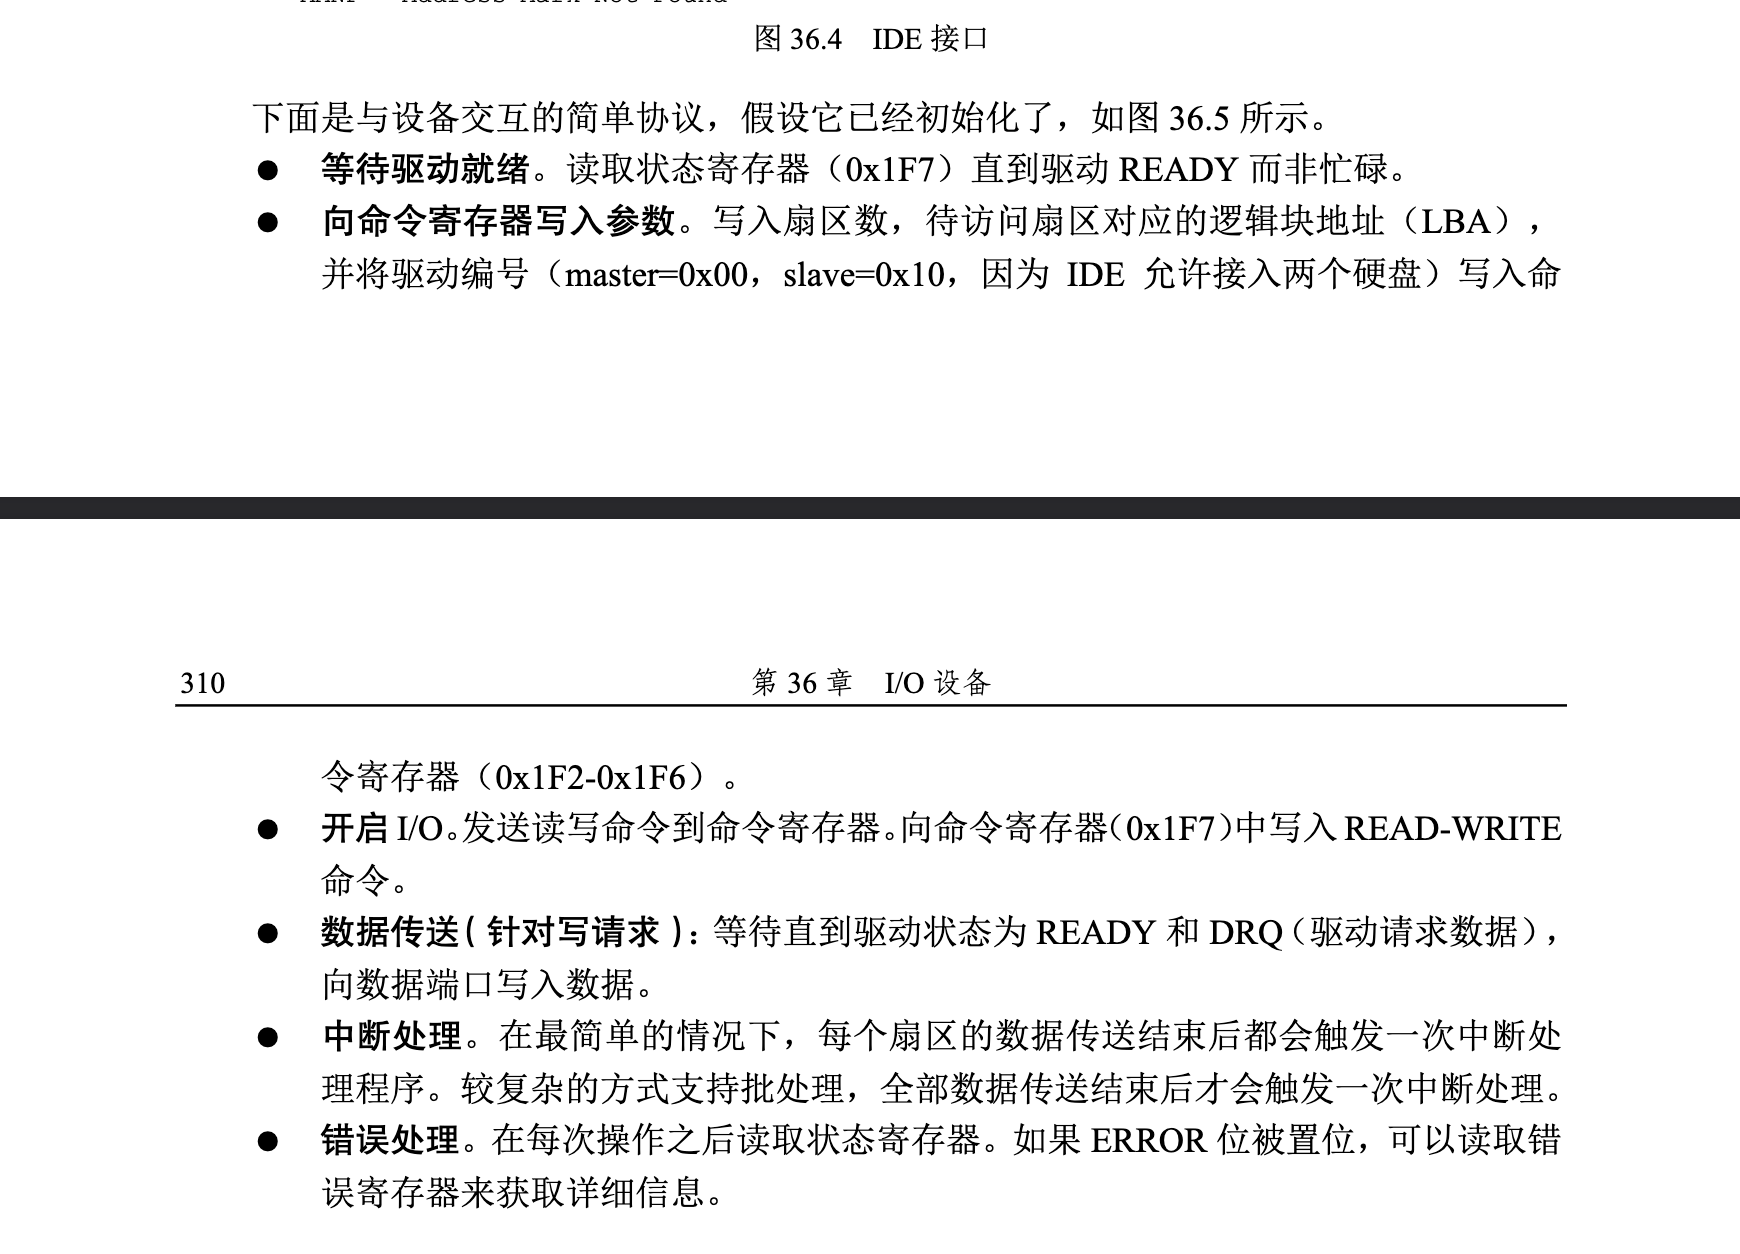 图 36.4 IDE 接口
下面是与设备交互的简单协议，假设它已经初始化了，如图 36.5 所示。
● 等待驱动就绪。读取状态寄存器（0x1F7）直到驱动 READY 而非忙碌。
● 向命令寄存器写入参数。写入扇区数，待访问扇区对应的逻辑块地址（LBA），
并将驱动编号（master=0x00，slave=0x10，因为 IDE 允许接入两个硬盘）写入命
310 第 36 章 I/O 设备
令寄存器（0x1F2-0x1F6）。
● 开启 I/O。发送读写命令到命令寄存器。向命令寄存器（0x1F7）中写入 READ-WRITE
命令。
● 数据传送（针对写请求）：等待直到驱动状态为 READY 和 DRQ（驱动请求数据），
向数据端口写入数据。
● 中断处理。在最简单的情况下，每个扇区的数据传送结束后都会触发一次中断处
理程序。较复杂的方式支持批处理，全部数据传送结束后才会触发一次中断处理。
● 错误处理。在每次操作之后读取状态寄存器。如果 ERROR 位被置位，可以读取错
误寄存器来获取详细信息。